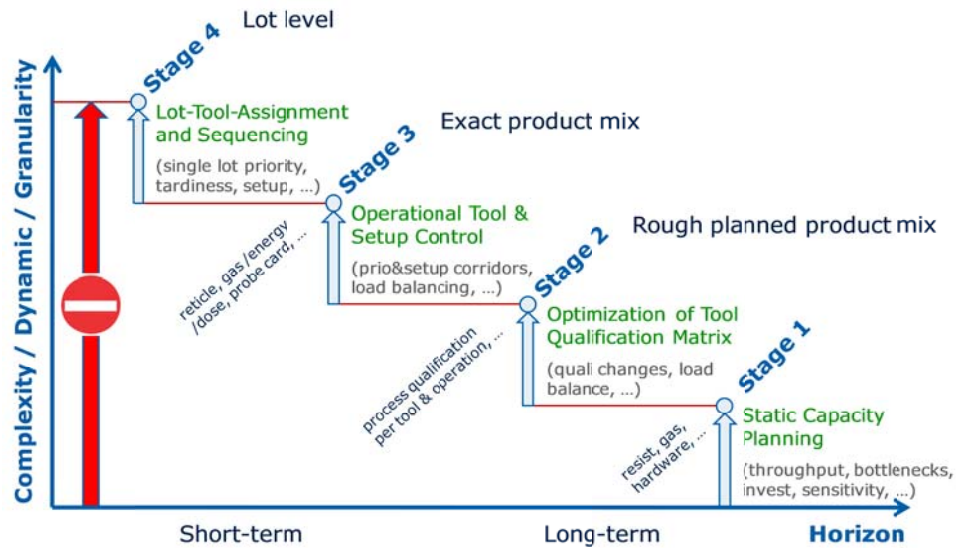 Lot level
Stage 4
Lot-Tool-Assignment
and Sequencing
(single lot priority,
tardiness, setup, ...)
Exact product mix
Stage 3
Operational Tool &
Setup Control
(prio&setup corridors,
load balancing, ...)
reticle, gas /energy
/dose, probe card, ...
Rough planned product mix
Stage 2
Optimization of Tool
Qualification Matrix
(qual changes, load
balance, ...)
process qualification
per tool & operation, ...
Stage 1
Static Capacity
Planning
(throughput, bottlenecks,
invest, sensitivity, ...)
resist, gas,
hardware, ...
Complexity / Dynamic / Granularity
Short-term
Long-term
Horizon